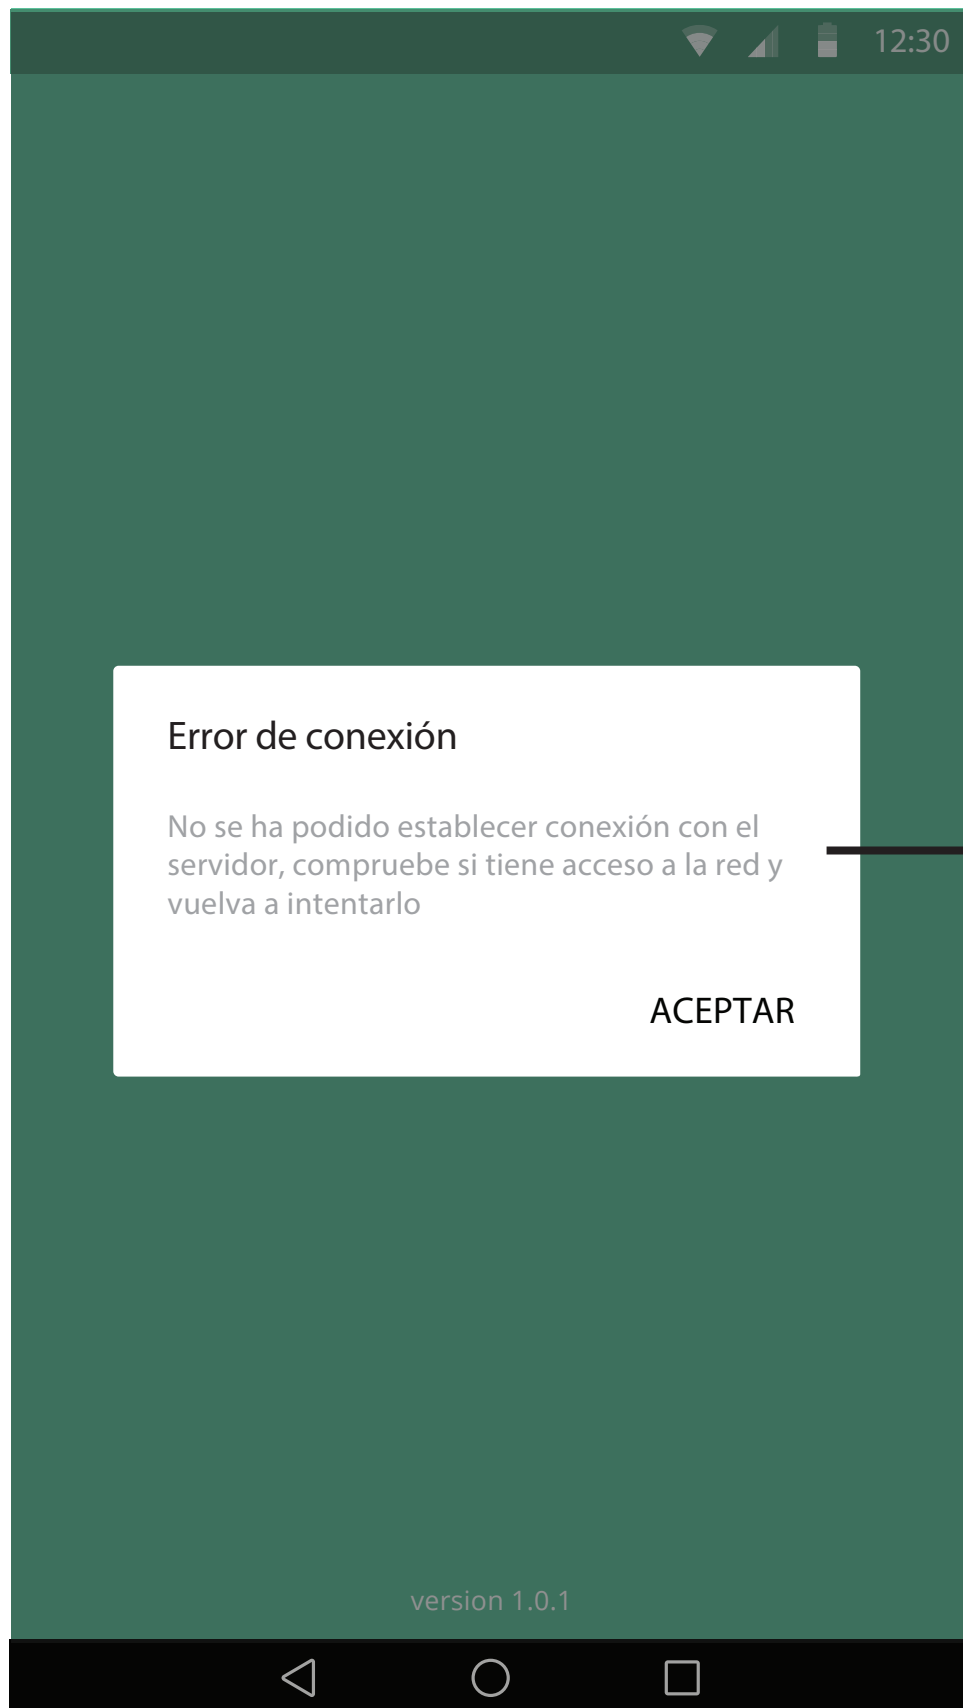 12:30
Error de conexión
No se ha podido establecer conexión con el
servidor, compruebe si tiene acceso a la red y
vuelva a intentarlo
ACEPTAR
version 1.0.1